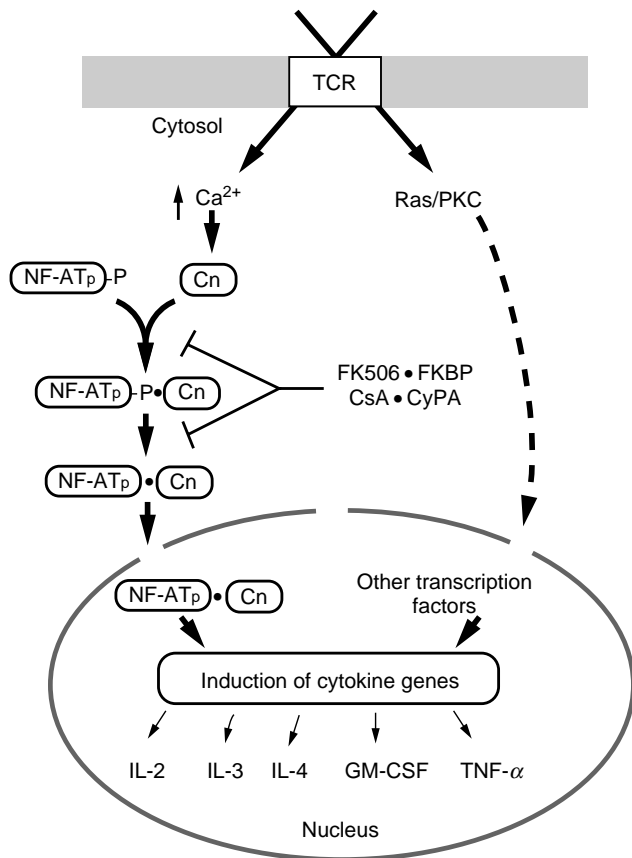 TCR
Cytosol
Ca²⁺
Ras/PKC
NF-ATp-P
Cn
NF-ATp-P•Cn
FK506•FKBP
CsA•CyPA
NF-ATp•Cn
NF-ATp•Cn
Other transcription
factors
Induction of cytokine genes
IL-2 IL-3 IL-4 GM-CSF TNF-α
Nucleus